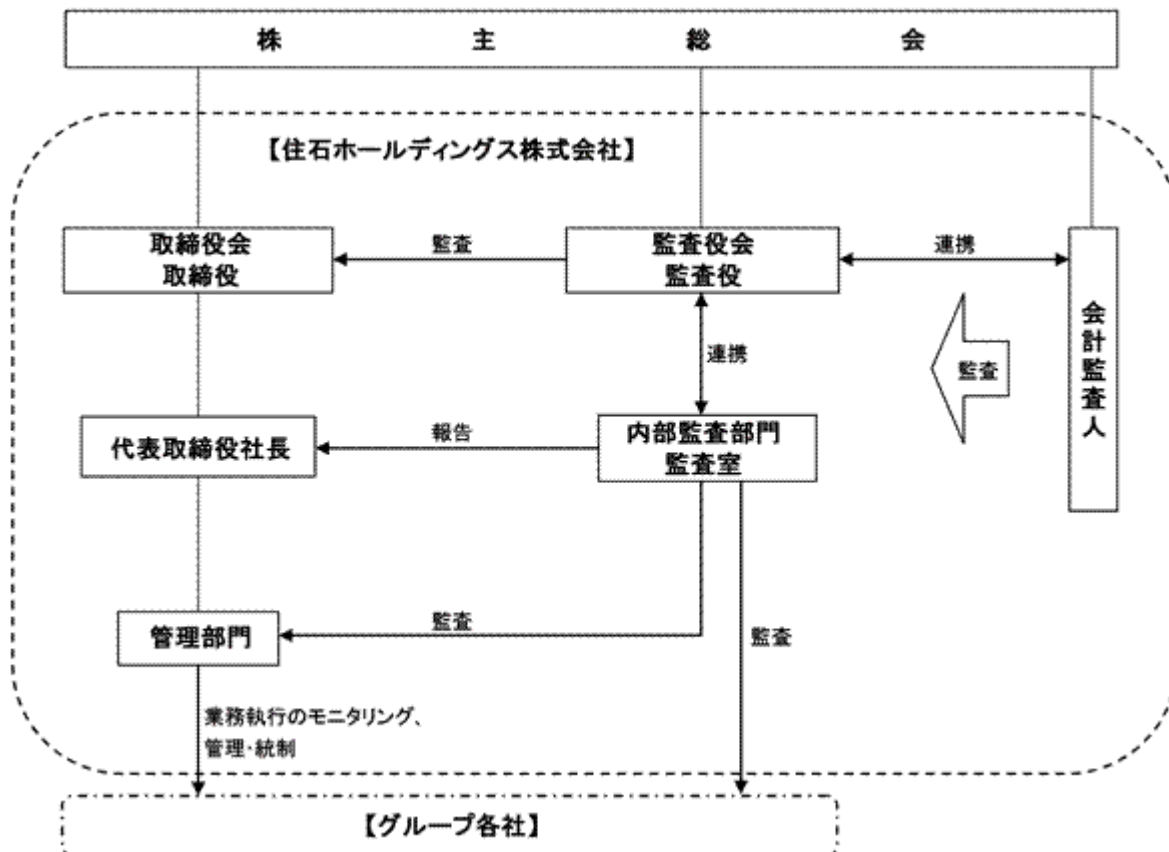 株主総会
【住石ホールディングス株式会社】
取締役会
取締役
監査
監査役会
監査役
連携
会計監査人
連携
監査
代表取締役社長
報告
内部監査部門
監査室
管理部門
監査
監査
業務執行のモニタリング、
管理・統制
【グループ各社】